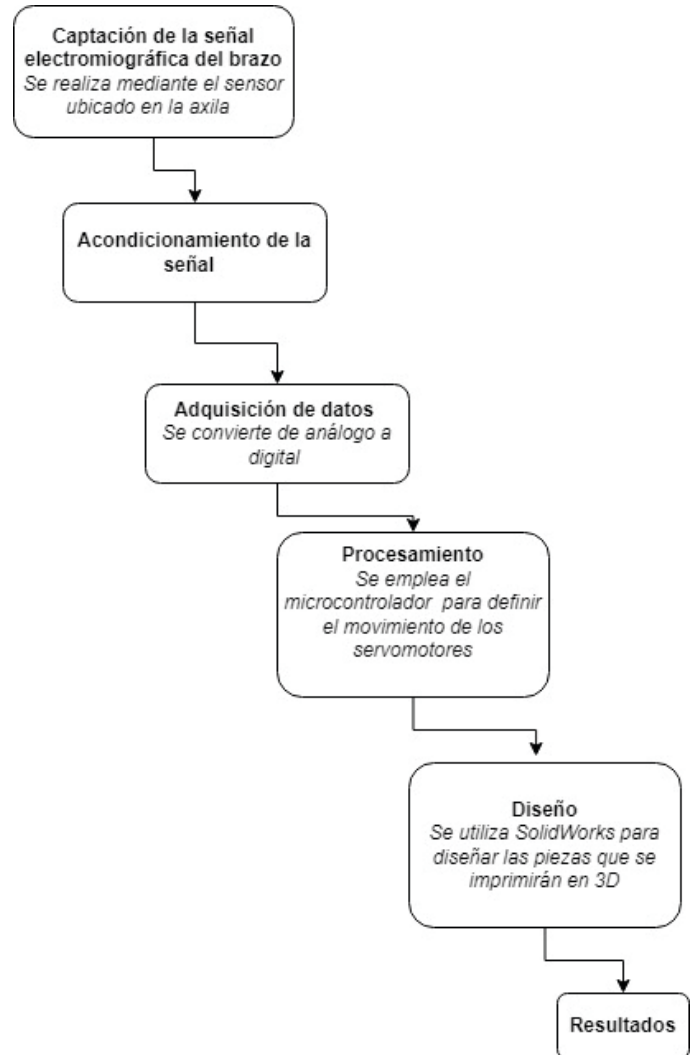 Captación de la señal
electromiográfica del brazo
Se realiza mediante el sensor
ubicado en la axila
Acondicionamiento de la
señal
Adquisición de datos
Se convierte de análogo a
digital
Procesamiento
Se emplea el
microcontrolador para definir
el movimiento de los
servomotores
Diseño
Se utiliza SolidWorks para
diseñar las piezas que se
imprimirán en 3D
Resultados